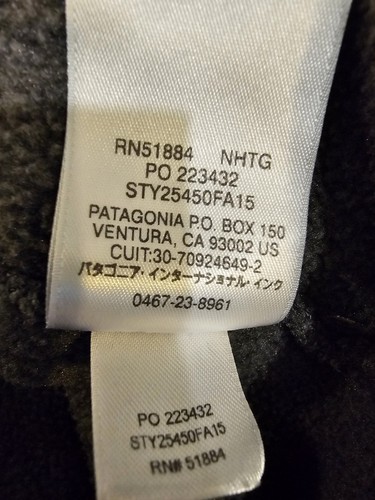 RN51884 NHTG
PO 223432
STY25450FA15
PATAGONIA P.O. BOX 150
VENTURA, CA 93002 US
CUIT:30-70924649-2
パタゴニア・インターナショナル・インク
0467-23-8961
PO 223432
STY25450FA15
RN# 51884